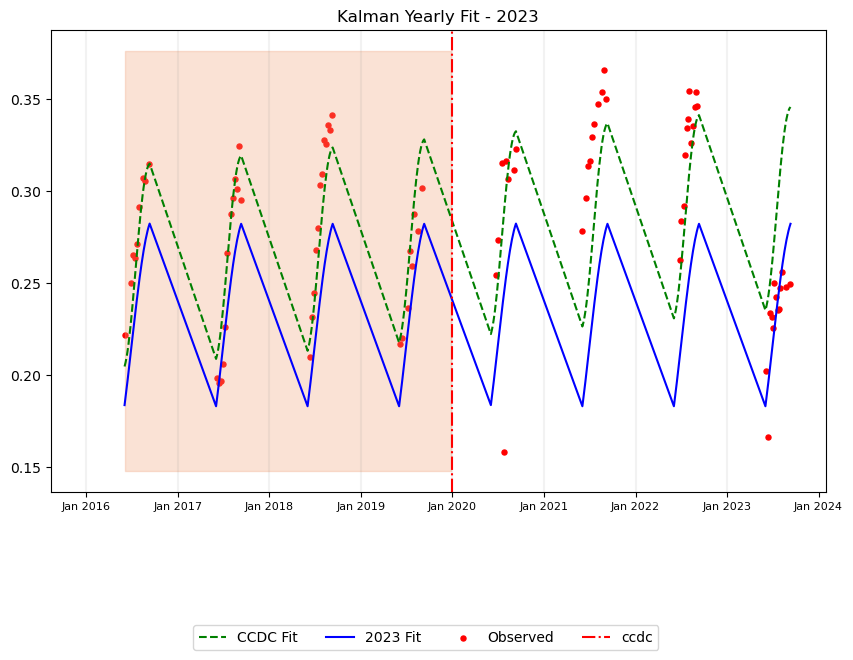 Kalman Yearly Fit - 2023
0.35
0.30
0.25
0.20
0.15
Jan 2016 Jan 2017 Jan 2018 Jan 2019 Jan 2020 Jan 2021 Jan 2022 Jan 2023 Jan 2024
CCDC Fit 2023 Fit Observed ccdc